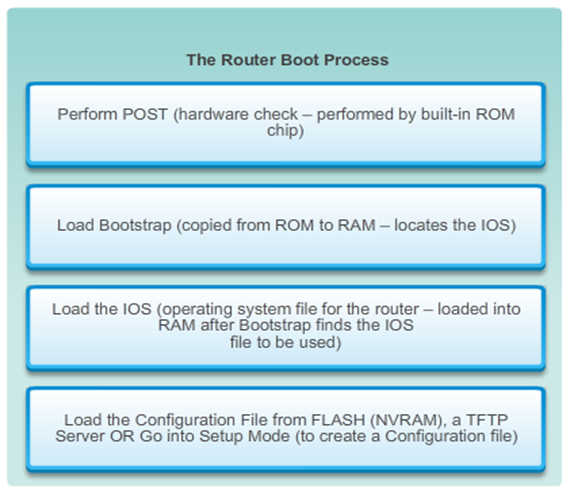 The Router Boot Process
Perform POST (hardware check – performed by built-in ROM
chip)
Load Bootstrap (copied from ROM to RAM – locates the IOS)
Load the IOS (operating system file for the router – loaded into
RAM after Bootstrap finds the IOS
file to be used)
Load the Configuration File from FLASH (NVRAM), a TFTP
Server OR Go into Setup Mode (to create a Configuration file)